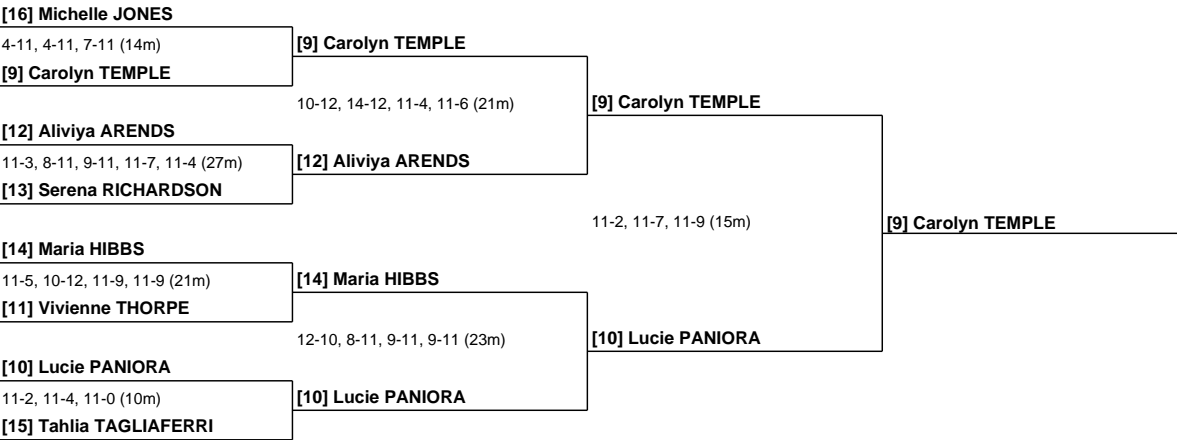 [16] Michelle JONES
4-11, 4-11, 7-11 (14m)
[9] Carolyn TEMPLE
[9] Carolyn TEMPLE
10-12, 14-12, 11-4, 11-6 (21m)
[9] Carolyn TEMPLE
[12] Aliviya ARENDS
11-3, 8-11, 9-11, 11-7, 11-4 (27m)
[12] Aliviya ARENDS
[13] Serena RICHARDSON
11-2, 11-7, 11-9 (15m)
[9] Carolyn TEMPLE
[14] Maria HIBBS
11-5, 10-12, 11-9, 11-9 (21m)
[14] Maria HIBBS
[11] Vivienne THORPE
12-10, 8-11, 9-11, 9-11 (23m)
[10] Lucie PANIORA
[10] Lucie PANIORA
11-2, 11-4, 11-0 (10m)
[10] Lucie PANIORA
[15] Tahlia TAGLIAFERRI